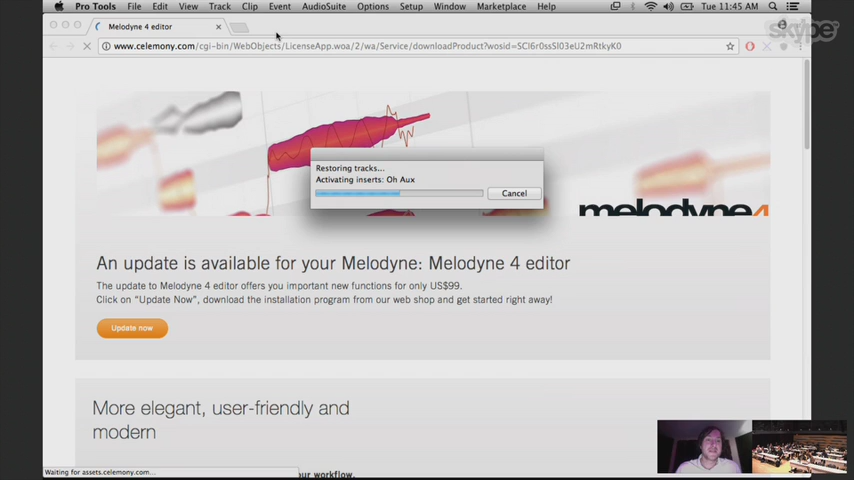 Pro Tools File Edit View Track Clip Event AudioSuite Options Setup Window Marketplace Help Tue 11:45 AM
Melodyne 4 editor
skype
www.celemony.com/cgi-bin/WebObjects/LicenseApp.woa/2/wa/Service/downloadProduct?wosid=SCl6r0ssSI03eU2mRtkyK0
Restoring tracks...
Activating inserts: Oh Aux
Cancel
melodyne4
An update is available for your Melodyne: Melodyne 4 editor
The update to Melodyne 4 editor offers you important new functions for only US$99.
Click on “Update Now”, download the installation program from our web shop and get started right away!
Update now
More elegant, user-friendly and
modern
Waiting for assets.celemony.com...
our workflow.